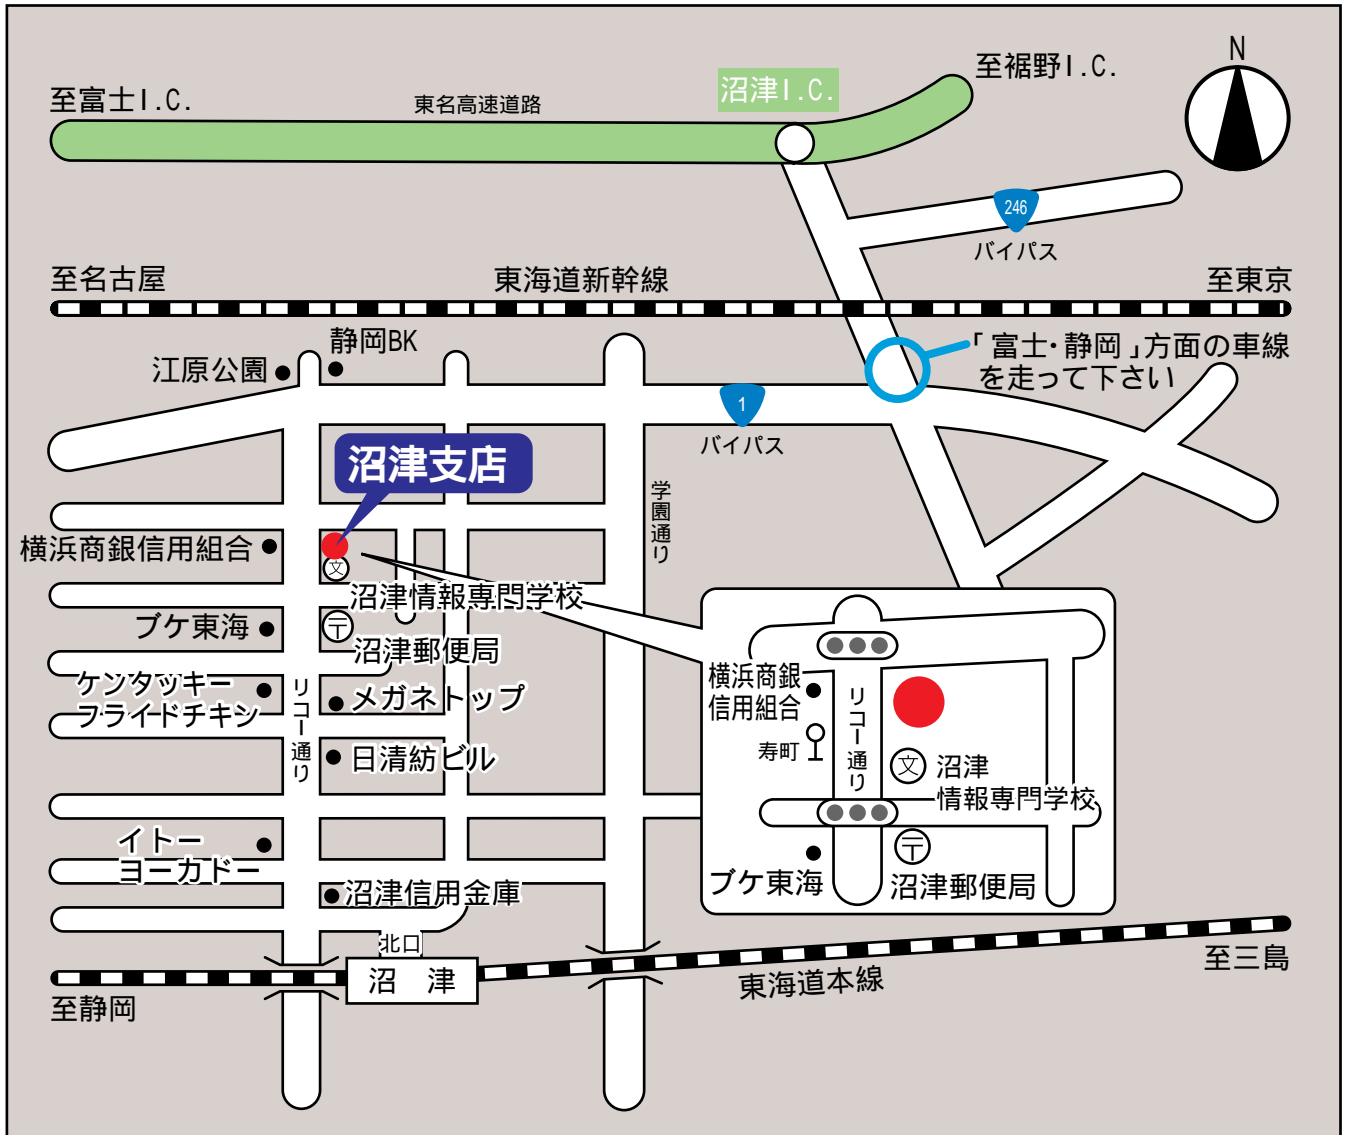 至富士I.C.
東名高速道路
沼津I.C.
至裾野I.C.
N
246
バイパス
至名古屋
東海道新幹線
至東京
静岡BK
江原公園
「富士・静岡」方面の車線
を走って下さい
1
バイパス
沼津支店
学園通り
横浜商銀信用組合
文
沼津情報専門学校
ブケ東海
〒
沼津郵便局
ケンタッキー
フライドチキン
リコー通り
メガネトップ
日清紡ビル
イトー
ヨーカドー
沼津信用金庫
北口
沼 津
至静岡
東海道本線
至三島
横浜商銀
信用組合
リコー通り
寿町
文
沼津
情報専門学校
〒
ブケ東海
沼津郵便局